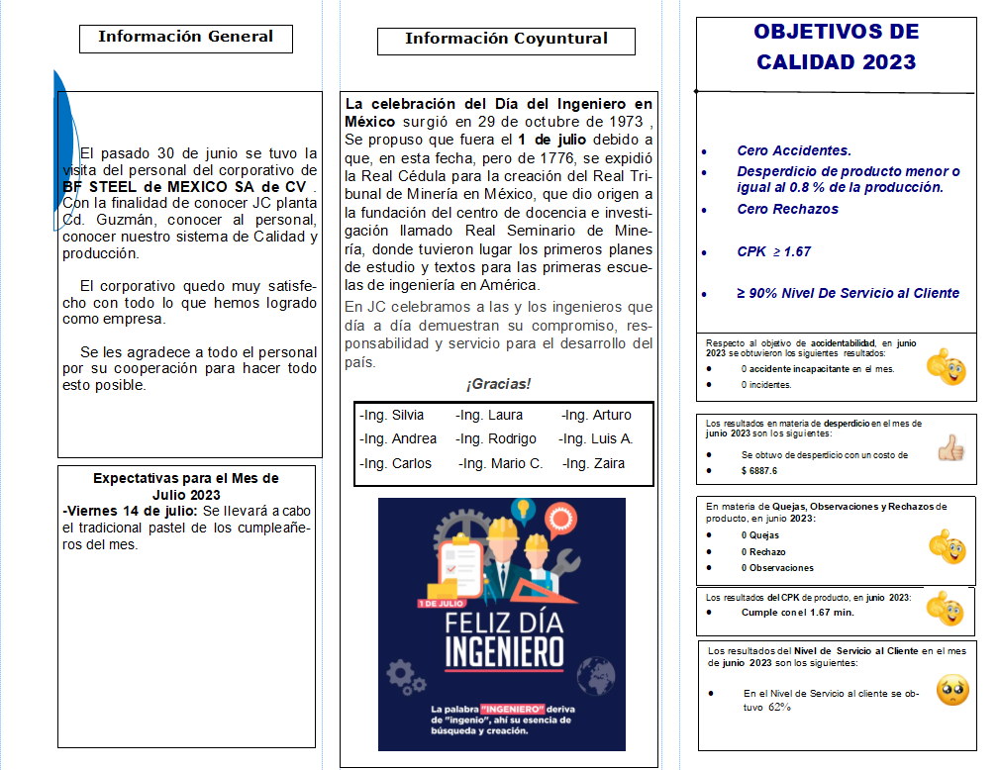 Información General
El pasado 30 de junio se tuvo la
visita del personal del corporativo de
BF STEEL de MEXICO SA de CV .
Con la finalidad de conocer JC planta
Cd. Guzmán, conocer al personal,
conocer nuestro sistema de Calidad y
producción.
El corporativo quedo muy satisfe-
cho con todo lo que hemos logrado
como empresa.
Se les agradece a todo el personal
por su cooperación para hacer todo
esto posible.
Expectativas para el Mes de
Julio 2023
-Viernes 14 de julio: Se llevará a cabo
el tradicional pastel de los cumpleañe-
ros del mes.
Información Coyuntural
La celebración del Día del Ingeniero en
México surgió en 29 de octubre de 1973 ,
Se propuso que fuera el 1 de julio debido a
que, en esta fecha, pero de 1776, se expidió
la Real Cédula para la creación del Real Tri-
bunal de Minería en México, que dio origen a
la fundación del centro de docencia e investi-
gación llamado Real Seminario de Mine-
ría, donde tuvieron lugar los primeros planes
de estudio y textos para las primeras escue-
las de ingeniería en América.
En JC celebramos a las y los ingenieros que
día a día demuestran su compromiso, res-
ponsabilidad y servicio para el desarrollo del
país.
¡Gracias!
-Ing. Silvia -Ing. Laura -Ing. Arturo
-Ing. Andrea -Ing. Rodrigo -Ing. Luis A.
-Ing. Carlos -Ing. Mario C. -Ing. Zaira
1 DE JULIO
FELIZ DÍA
INGENIERO
La palabra "INGENIERO" deriva
de "ingenio", ahí su esencia de
búsqueda y creación.
OBJETIVOS DE
CALIDAD 2023
• Cero Accidentes.
• Desperdicio de producto menor o
igual al 0.8 % de la producción.
• Cero Rechazos
• CPK ≥ 1.67
• ≥ 90% Nivel De Servicio al Cliente
Respecto al objetivo de accidentabilidad, en junio
2023 se obtuvieron los siguientes resultados:
• 0 accidente incapacitante en el mes.
• 0 incidentes.
Los resultados en materia de desperdicio en el mes de
junio 2023 son los siguientes:
• Se obtuvo de desperdicio con un costo de
• $ 6887.6
En materia de Quejas, Observaciones y Rechazos de
producto, en junio 2023:
• 0 Quejas
• 0 Rechazo
• 0 Observaciones
Los resultados del CPK de producto, en junio 2023:
• Cumple con el 1.67 min.
Los resultados del Nivel de Servicio al Cliente en el mes
de junio 2023 son los siguientes:
• En el Nivel de Servicio al cliente se ob-
tuvo 62%